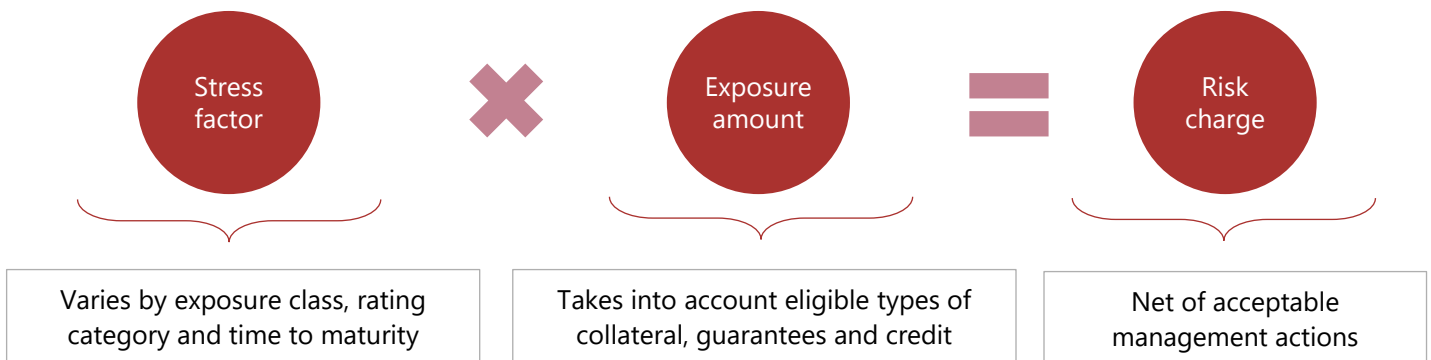 Stress
factor
Exposure
amount
Risk
charge
Varies by exposure class, rating
category and time to maturity
Takes into account eligible types of
collateral, guarantees and credit
Net of acceptable
management actions